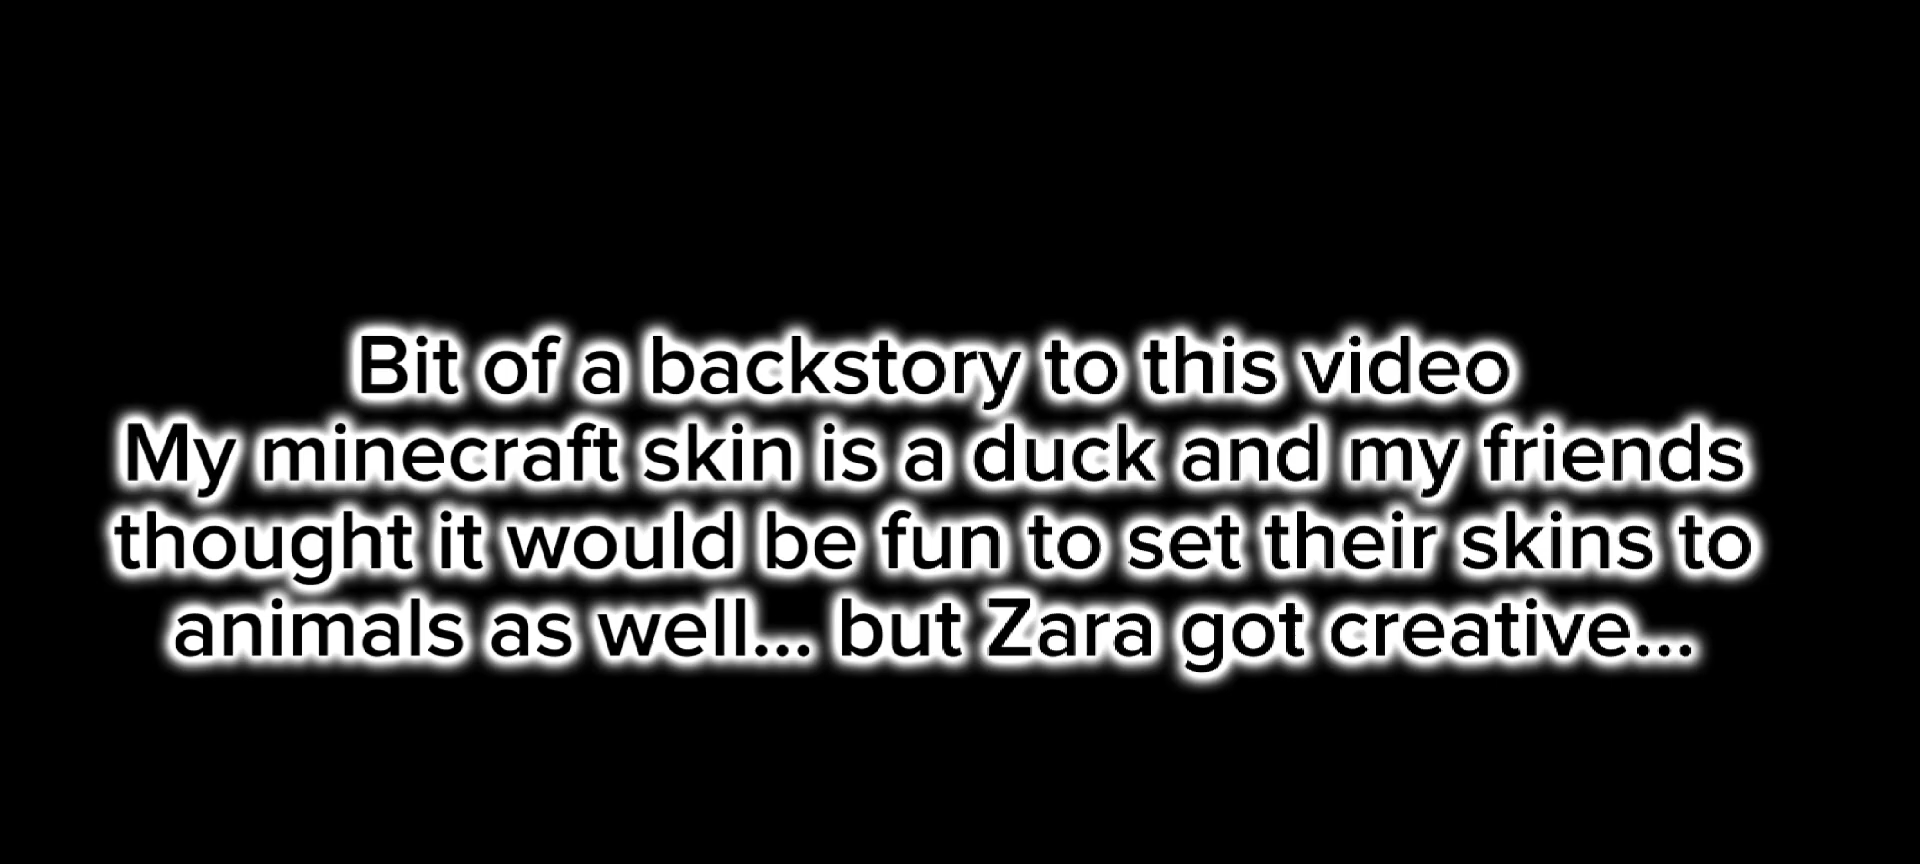 Bit of a backstory to this video
My minecraft skin is a duck and my friends
thought it would be fun to set their skins to
animals as well... but Zara got creative...